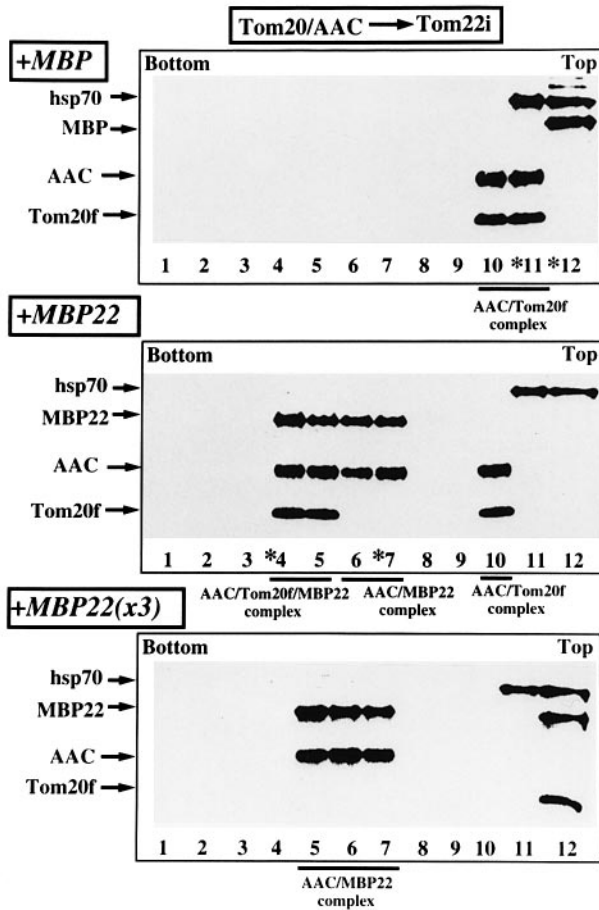 Tom20/AAC → Tom22i
+MBP
Bottom Top
hsp70
MBP
AAC
Tom20f
1 2 3 4 5 6 7 8 9 10 *11 *12
AAC/Tom20f
complex
+MBP22
Bottom Top
hsp70
MBP22
AAC
Tom20f
1 2 3 *4 5 6 *7 8 9 10 11 12
AAC/Tom20f/MBP22 AAC/MBP22 AAC/Tom20f
complex complex complex
+MBP22(x3)
Bottom Top
hsp70
MBP22
AAC
Tom20f
1 2 3 4 5 6 7 8 9 10 11 12
AAC/MBP22
complex